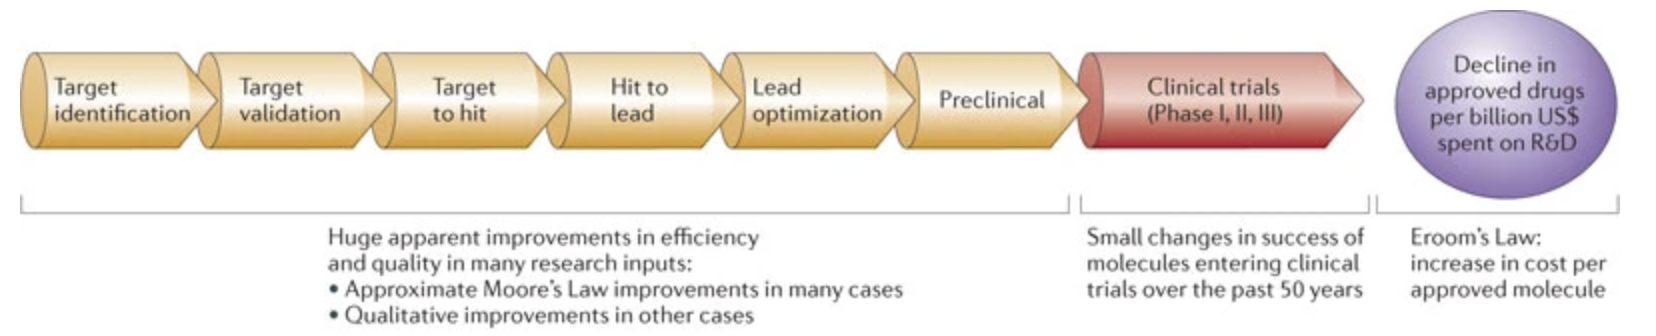 Target
identification
Target
validation
Target
to hit
Hit to
lead
Lead
optimization
Preclinical
Clinical trials
(Phase I, II, III)
Decline in
approved drugs
per billion US$
spent on R&D
Huge apparent improvements in efficiency
and quality in many research inputs:
• Approximate Moore's Law improvements in many cases
• Qualitative improvements in other cases
Small changes in success of
molecules entering clinical
trials over the past 50 years
Eroom's Law:
increase in cost per
approved molecule